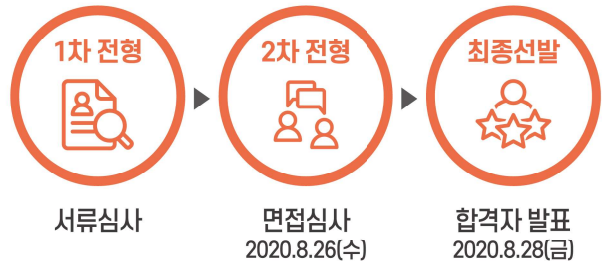 1차 전형
2차 전형
최종선발
서류심사
면접심사
2020.8.26(수)
합격자 발표
2020.8.28(금)